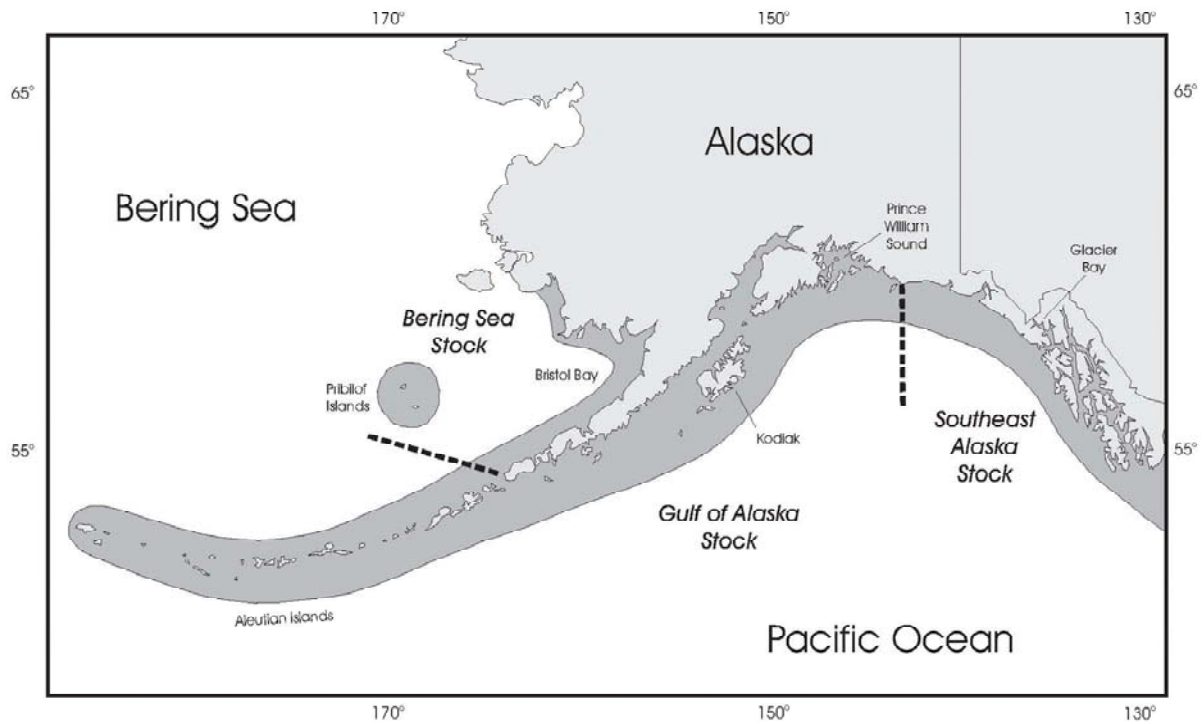 170°
150°
130°
65°
65°
Alaska
Bering Sea
Prince
William
Sound
Glacier
Bay
Bering Sea
Stock
Bristol Bay
Pribilof
Islands
Kodiak
Southeast
Alaska
Stock
55°
55°
Gulf of Alaska
Stock
Aleutian Islands
Pacific Ocean
170°
150°
130°